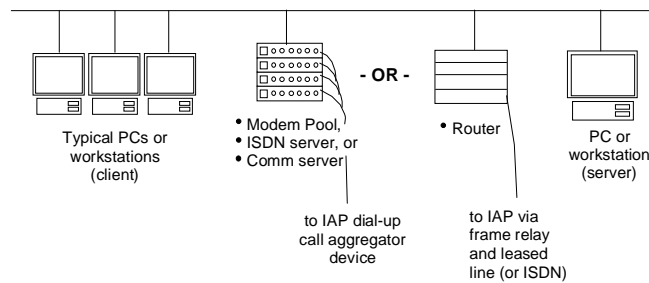 - OR -
Typical PCs or
workstations
(client)
• Modem Pool,
• ISDN server, or
• Comm server
• Router
PC or
workstation
(server)
to IAP dial-up
call aggregator
device
to IAP via
frame relay
and leased
line (or ISDN)